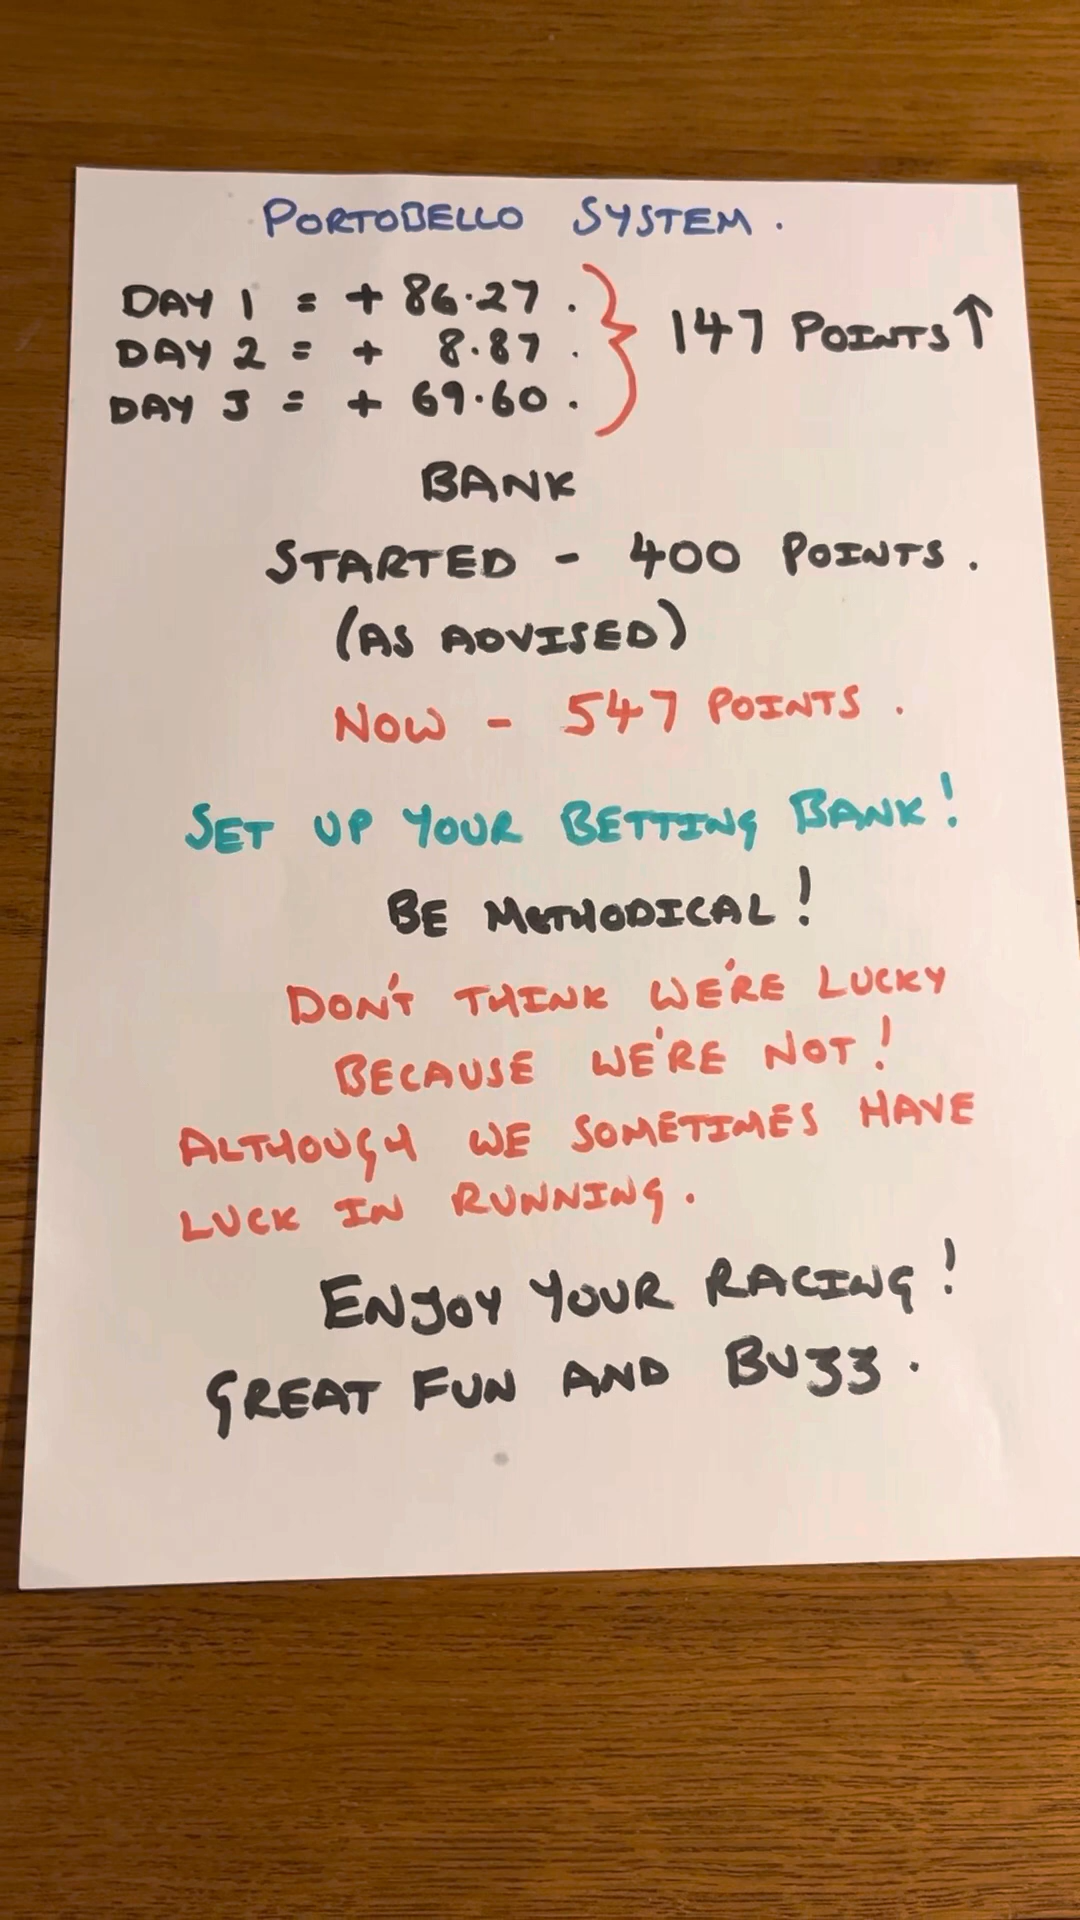 PORTOBELLO SYSTEM.
DAY 1 = + 86.27.
DAY 2 = + 8.87.
DAY 3 = + 69.60.
147 POINTS↑
BANK
STARTED - 400 POINTS.
(AS ADVISED)
NOW - 547 POINTS.
SET UP YOUR BETTING BANK!
BE METHODICAL!
DON'T THINK WE'RE LUCKY
BECAUSE WE'RE NOT!
ALTHOUGH WE SOMETIMES HAVE
LUCK IN RUNNING.
ENJOY YOUR RACING!
GREAT FUN AND BUZZ.